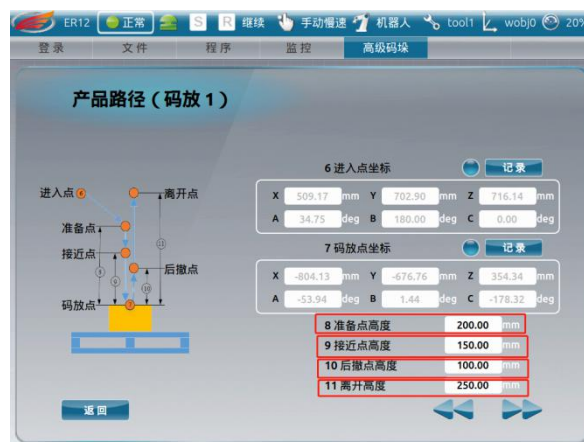 ER12 正常 S R 继续 手动慢速 机器人 tool1 wobj0 20%
登录 文件 程序 监控 高级码垛
产品路径（码放1）
6 进入点坐标 记录
X 509.17 mm Y 702.90 mm Z 716.14 mm
A 34.75 deg B 180.00 deg C 0.00 deg
7 码放点坐标 记录
X -804.13 mm Y -676.76 mm Z 354.34 mm
A -53.94 deg B 1.44 deg C -178.32 deg
8 准备点高度 200.00 mm
9 接近点高度 150.00 mm
10 后撤点高度 100.00 mm
11 离开高度 250.00 mm
进入点 6 离开点
准备点
接近点
后撤点
8 9 10 11
码放点 7
返回